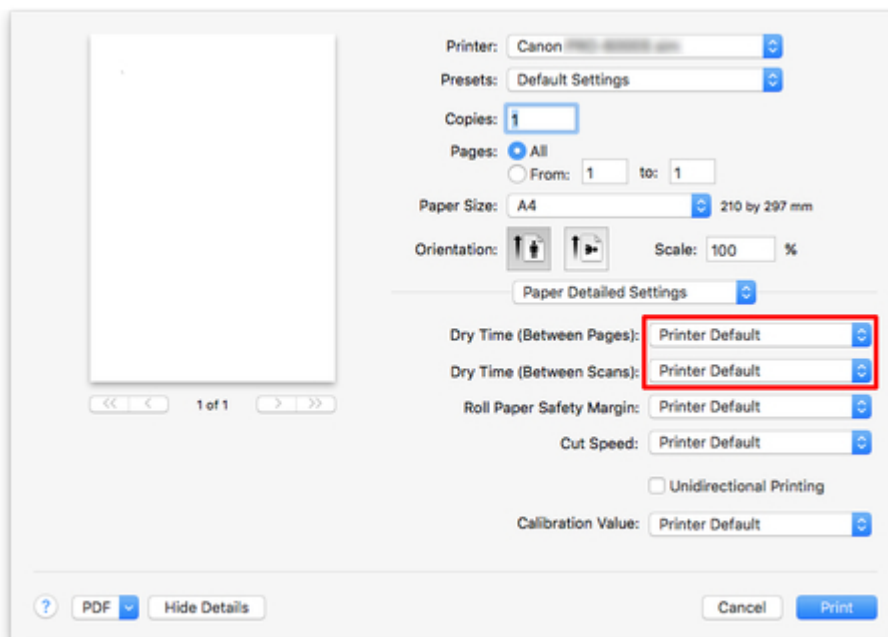 Printer: Canon
Presets: Default Settings
Copies: 1
Pages: All
From: 1 to: 1
Paper Size: A4 210 by 297 mm
Orientation: Scale: 100 %
Paper Detailed Settings
Dry Time (Between Pages): Printer Default
Dry Time (Between Scans): Printer Default
<< < 1 of 1 > >>
Roll Paper Safety Margin: Printer Default
Cut Speed: Printer Default
Unidirectional Printing
Calibration Value: Printer Default
? PDF Hide Details Cancel Print